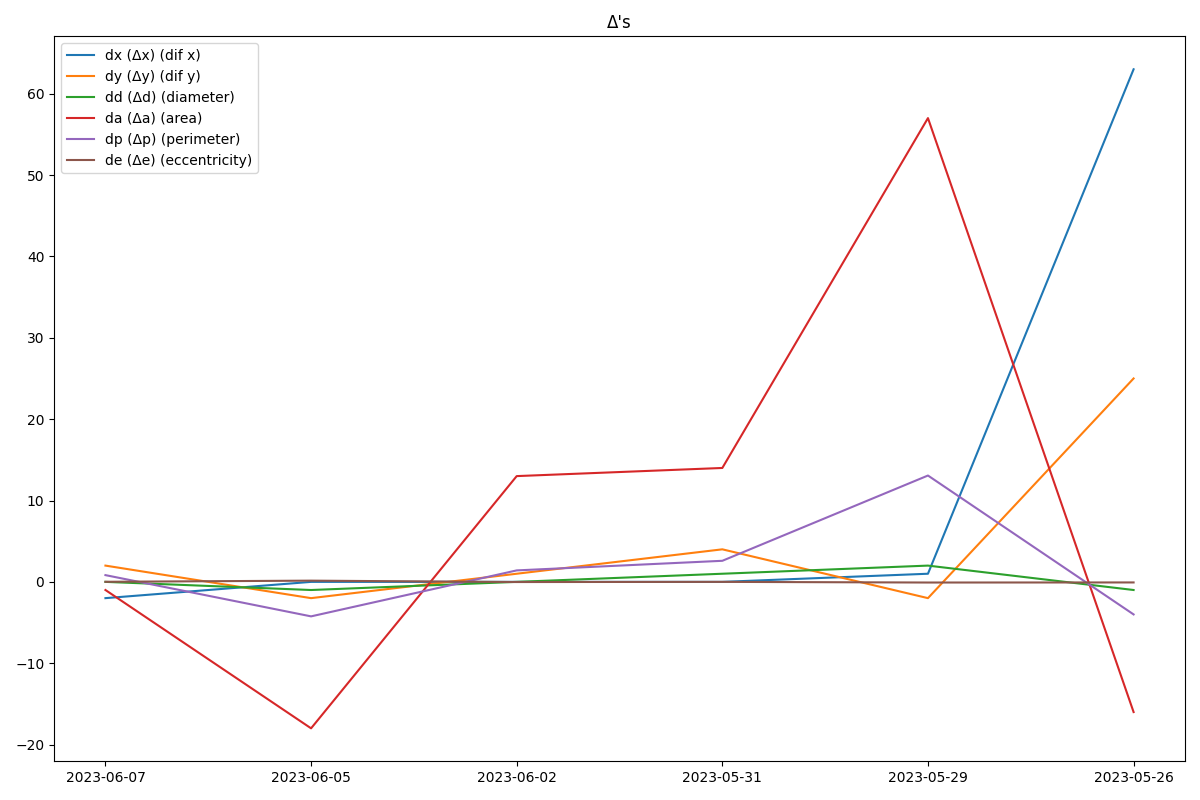 Δ's
dx (Δx) (dif x)
dy (Δy) (dif y)
dd (Δd) (diameter)
da (Δa) (area)
dp (Δp) (perimeter)
de (Δe) (eccentricity)
60
50
40
30
20
10
0
−10
−20
2023-06-07 2023-06-05 2023-06-02 2023-05-31 2023-05-29 2023-05-26